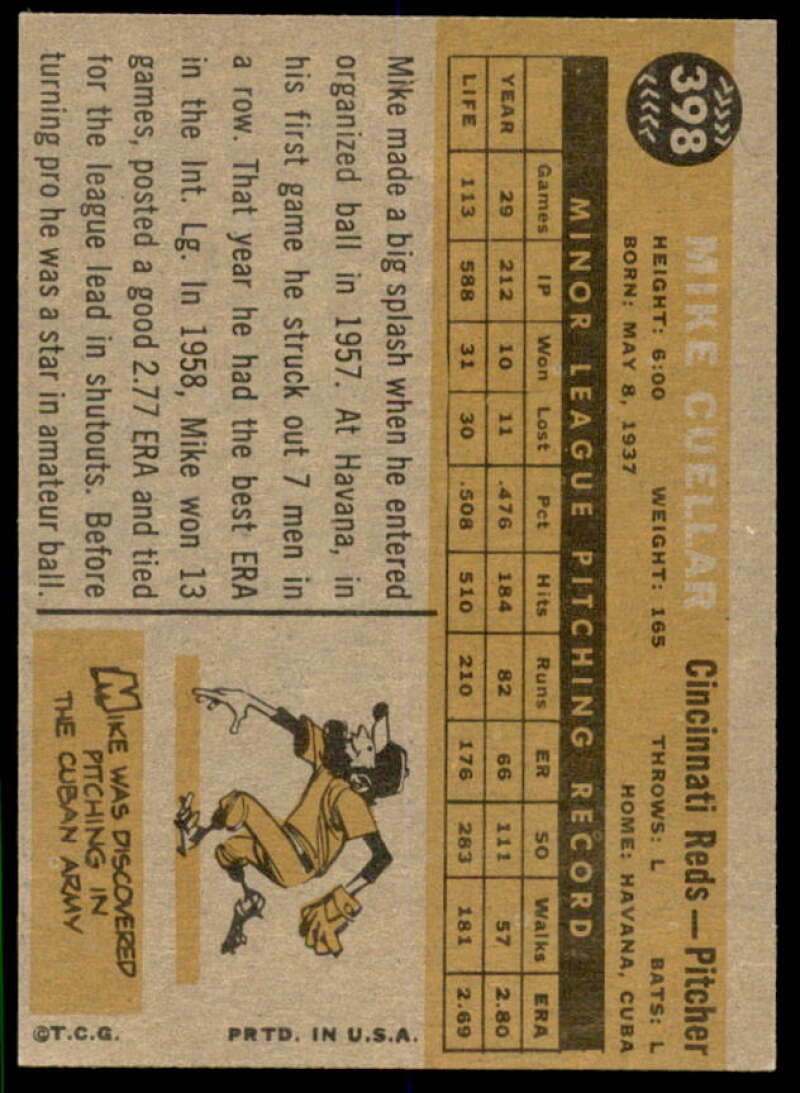 398
MIKE CUELLAR Cincinnati Reds—Pitcher
HEIGHT: 6:00 WEIGHT: 165 THROWS: L BATS: L
BORN: MAY 8, 1937 HOME: HAVANA, CUBA
MINOR LEAGUE PITCHING RECORD
Games IP Won Lost Pct Hits Runs ER SO Walks ERA
YEAR 29 212 10 11 .476 184 82 66 111 57 2.80
LIFE 113 588 31 30 .508 510 210 176 283 181 2.69
Mike made a big splash when he entered
organized ball in 1957. At Havana, in
his first game he struck out 7 men in
a row. That year he had the best ERA
in the Int. Lg. In 1958, Mike won 13
games, posted a good 2.77 ERA and tied
for the league lead in shutouts. Before
turning pro he was a star in amateur ball.
MIKE WAS DISCOVERED
PITCHING IN
THE CUBAN ARMY
©T.C.G. PRTD. IN U.S.A.